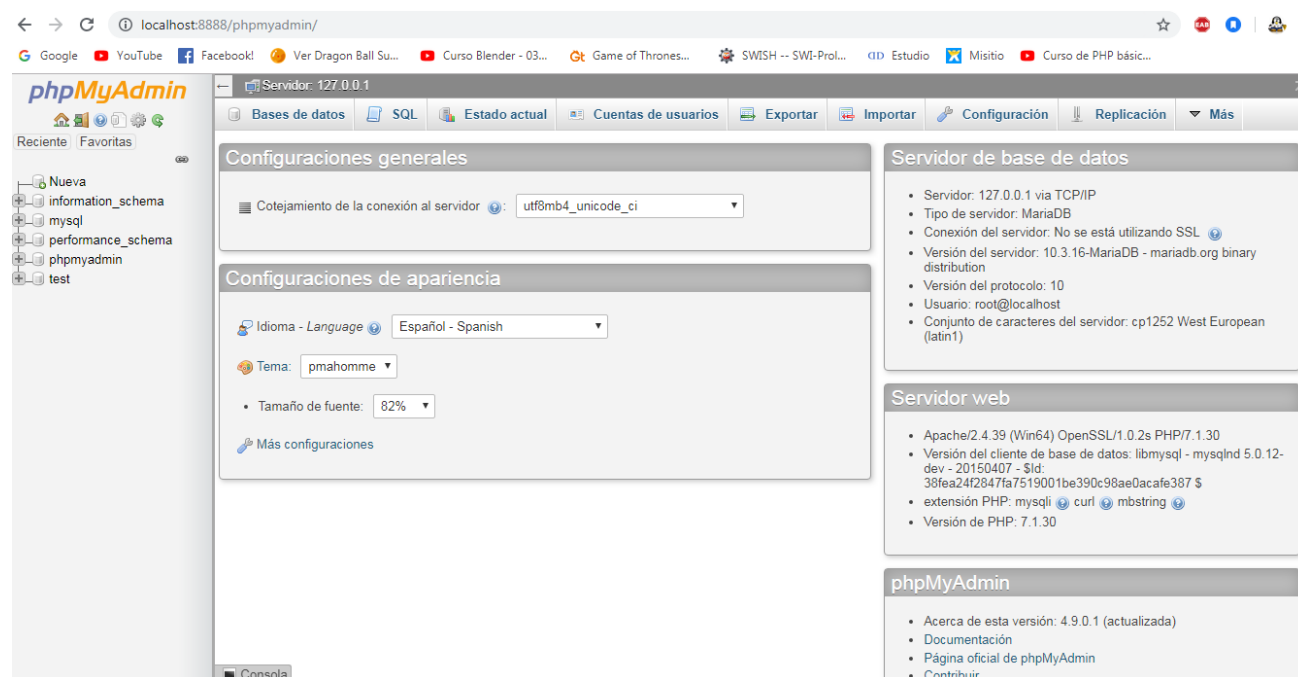 localhost:8888/phpmyadmin/
Google YouTube Facebook! Ver Dragon Ball Su... Curso Blender - 03... Game of Thrones... SWISH -- SWI-Prol... Estudio Misitio Curso de PHP básic...
phpMyAdmin
Reciente Favoritas
Nueva
information_schema
mysql
performance_schema
phpmyadmin
test
Servidor: 127.0.0.1
Bases de datos SQL Estado actual Cuentas de usuarios Exportar Importar Configuración Replicación Más
Configuraciones generales
Cotejamiento de la conexión al servidor : utf8mb4_unicode_ci
Configuraciones de apariencia
Idioma - Language Español - Spanish
Tema: pmahomme
Tamaño de fuente: 82%
Más configuraciones
Servidor de base de datos
Servidor: 127.0.0.1 via TCP/IP
Tipo de servidor: MariaDB
Conexión del servidor: No se está utilizando SSL
Versión del servidor: 10.3.16-MariaDB - mariadb.org binary
distribution
Versión del protocolo: 10
Usuario: root@localhost
Conjunto de caracteres del servidor: cp1252 West European
(latin1)
Servidor web
Apache/2.4.39 (Win64) OpenSSL/1.0.2s PHP/7.1.30
Versión del cliente de base de datos: libmysql - mysqlnd 5.0.12-
dev - 20150407 - $Id:
38fea24f2847fa7519001be390c98ae0acafe387 $
extensión PHP: mysqli curl mbstring
Versión de PHP: 7.1.30
phpMyAdmin
Acerca de esta versión: 4.9.0.1 (actualizada)
Documentación
Página oficial de phpMyAdmin
Contribuir
Consola